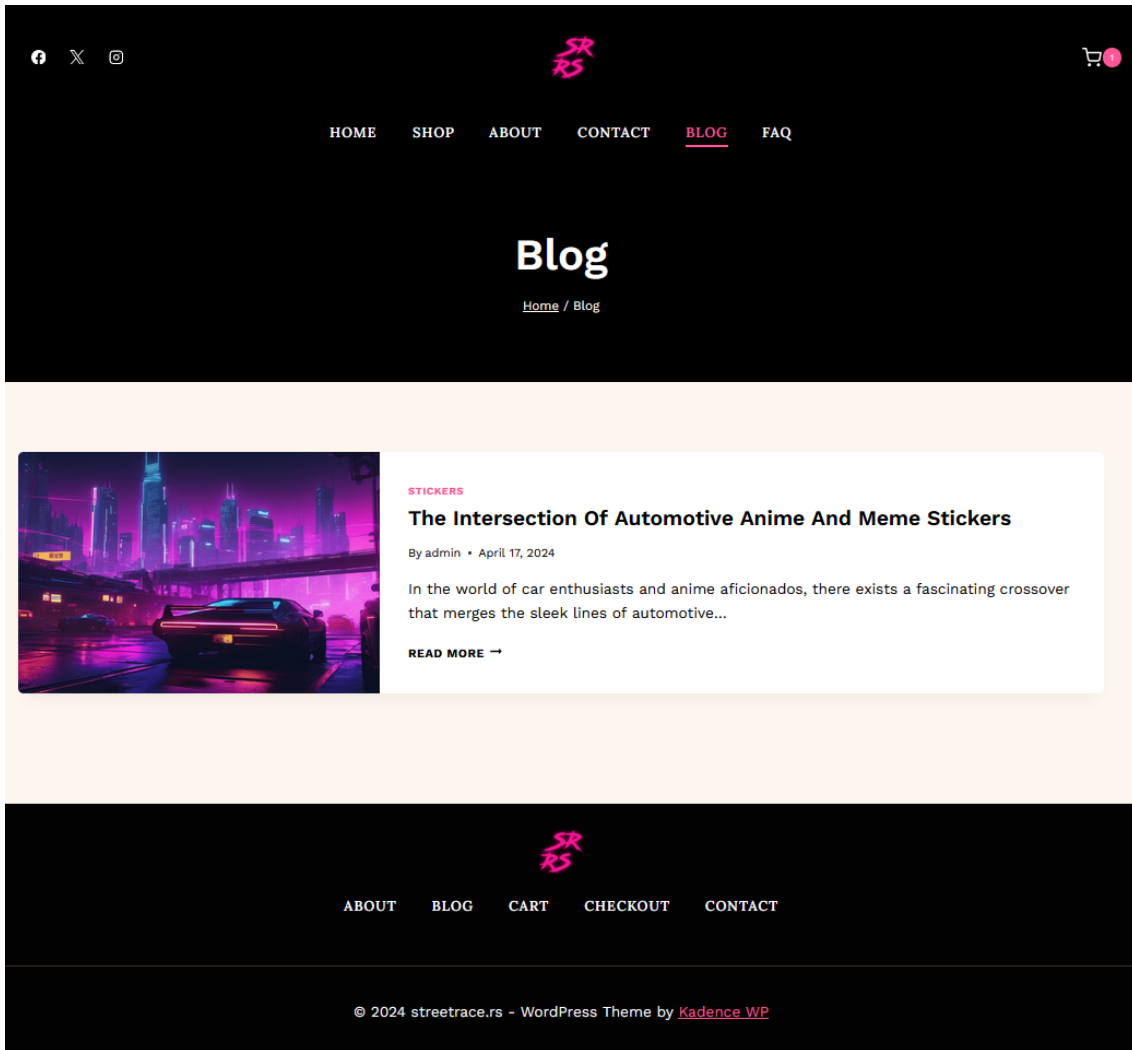 SR
RS
1
HOME SHOP ABOUT CONTACT BLOG FAQ
Blog
Home / Blog
STICKERS
The Intersection Of Automotive Anime And Meme Stickers
By admin • April 17, 2024
In the world of car enthusiasts and anime aficionados, there exists a fascinating crossover
that merges the sleek lines of automotive...
READ MORE →
SR
RS
ABOUT BLOG CART CHECKOUT CONTACT
© 2024 streetrace.rs - WordPress Theme by Kadence WP